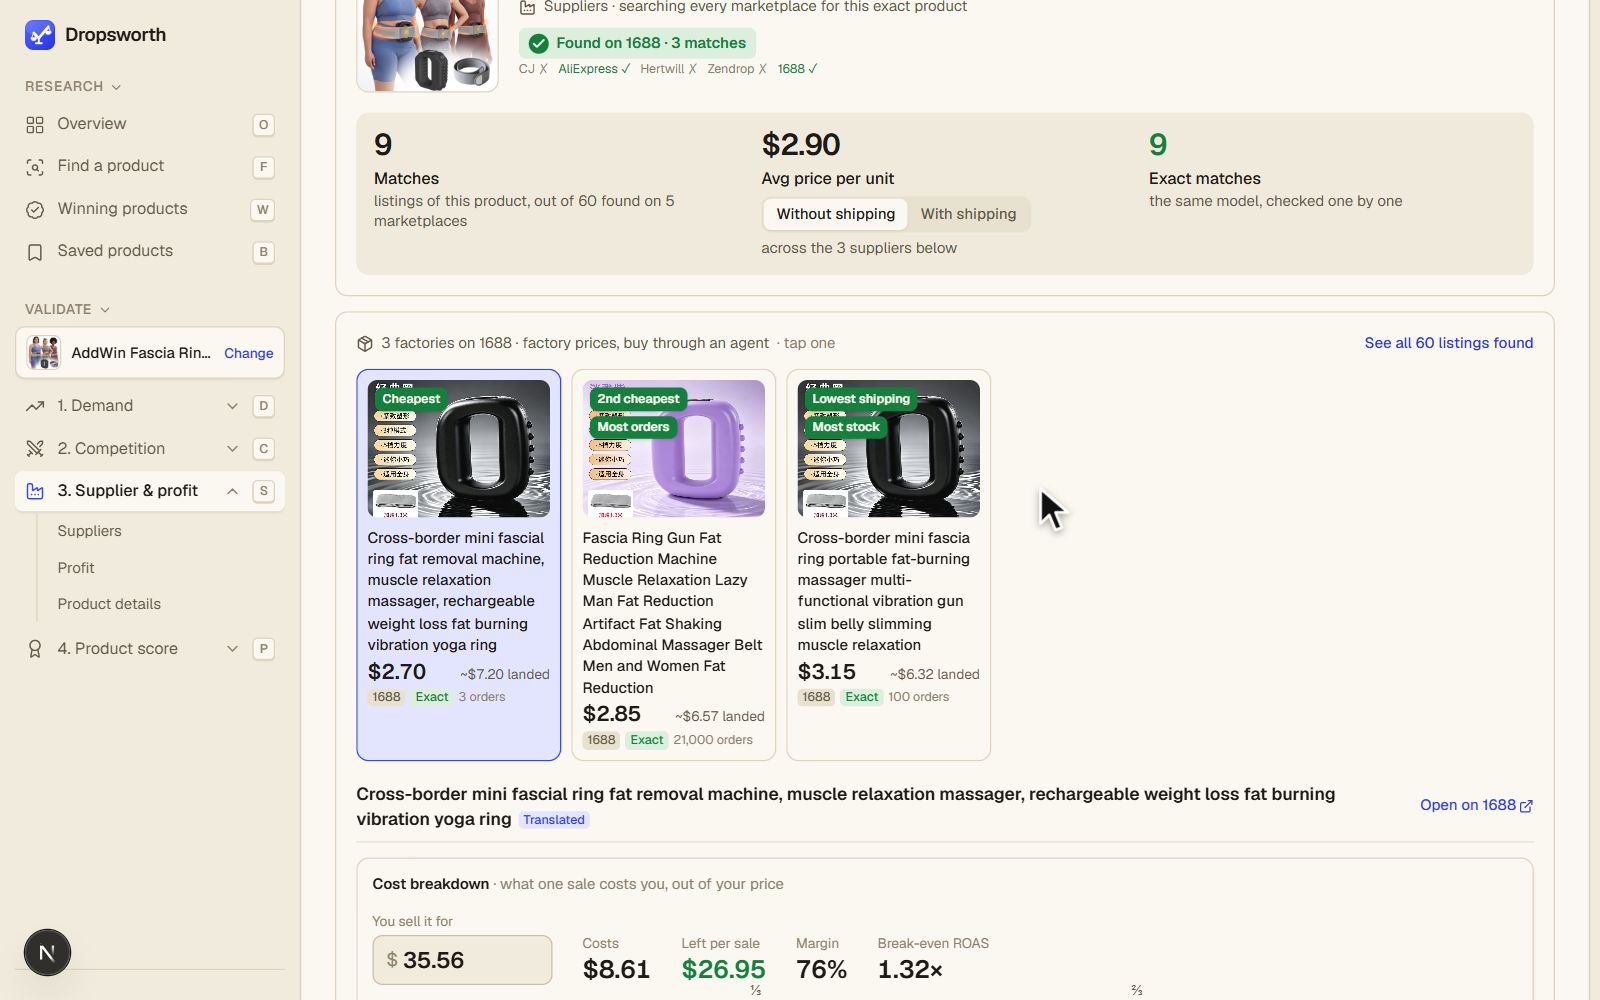 Dropsworth
RESEARCH
Overview
O
Find a product
F
Winning products
W
Saved products
B
VALIDATE
AddWin Fascia Rin...
Change
1. Demand
D
2. Competition
C
3. Supplier & profit
S
Suppliers
Profit
Product details
4. Product score
P
N
Suppliers · searching every marketplace for this exact product
Found on 1688 · 3 matches
CJ ✗ AliExpress ✓ Hertwill ✗ Zendrop ✗ 1688 ✓
9
Matches
listings of this product, out of 60 found on 5
marketplaces
$2.90
Avg price per unit
Without shipping
With shipping
across the 3 suppliers below
9
Exact matches
the same model, checked one by one
3 factories on 1688 · factory prices, buy through an agent · tap one
See all 60 listings found
Cheapest
Cross-border mini fascial
ring fat removal machine,
muscle relaxation
massager, rechargeable
weight loss fat burning
vibration yoga ring
$2.70
~$7.20 landed
1688 Exact 3 orders
2nd cheapest
Most orders
Fascia Ring Gun Fat
Reduction Machine
Muscle Relaxation Lazy
Man Fat Reduction
Artifact Fat Shaking
Abdominal Massager Belt
Men and Women Fat
Reduction
$2.85
~$6.57 landed
1688 Exact 21,000 orders
Lowest shipping
Most stock
Cross-border mini fascia
ring portable fat-burning
massager multi-
functional vibration gun
slim belly slimming
muscle relaxation
$3.15
~$6.32 landed
1688 Exact 100 orders
Cross-border mini fascial ring fat removal machine, muscle relaxation massager, rechargeable weight loss fat burning
vibration yoga ring Translated
Open on 1688
Cost breakdown · what one sale costs you, out of your price
You sell it for
$ 35.56
Costs
$8.61
Left per sale
$26.95
Margin
76%
Break-even ROAS
1.32×
⅓
⅔